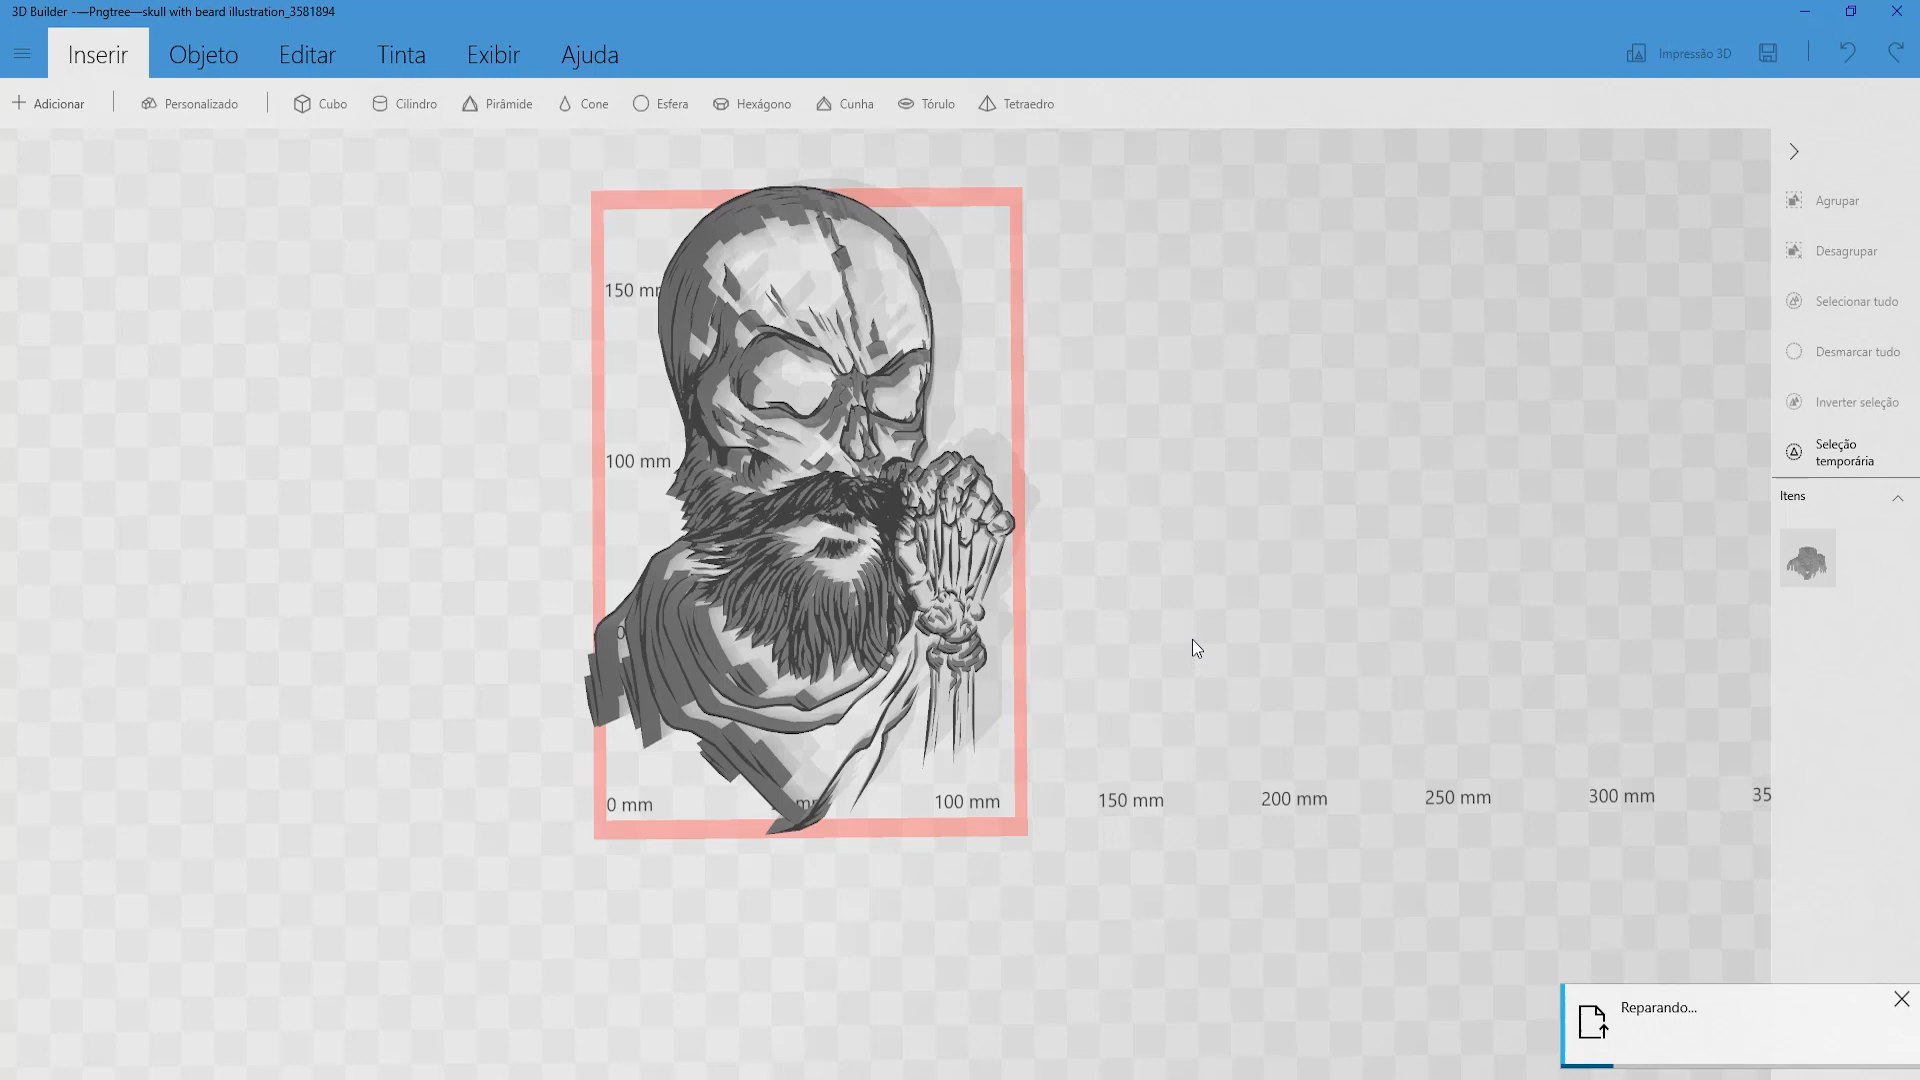 3D Builder -—Pngtree—skull with beard illustration_3581894
Inserir
Objeto
Editar
Tinta
Exibir
Ajuda
Impressão 3D
Adicionar
Personalizado
Cubo
Cilindro
Pirâmide
Cone
Esfera
Hexágono
Cunha
Tórulo
Tetraedro
Agrupar
Desagrupar
Selecionar tudo
Desmarcar tudo
Inverter seleção
Seleção
temporária
Itens
150 mm
100 mm
0 mm
100 mm
150 mm
200 mm
250 mm
300 mm
35
Reparando...